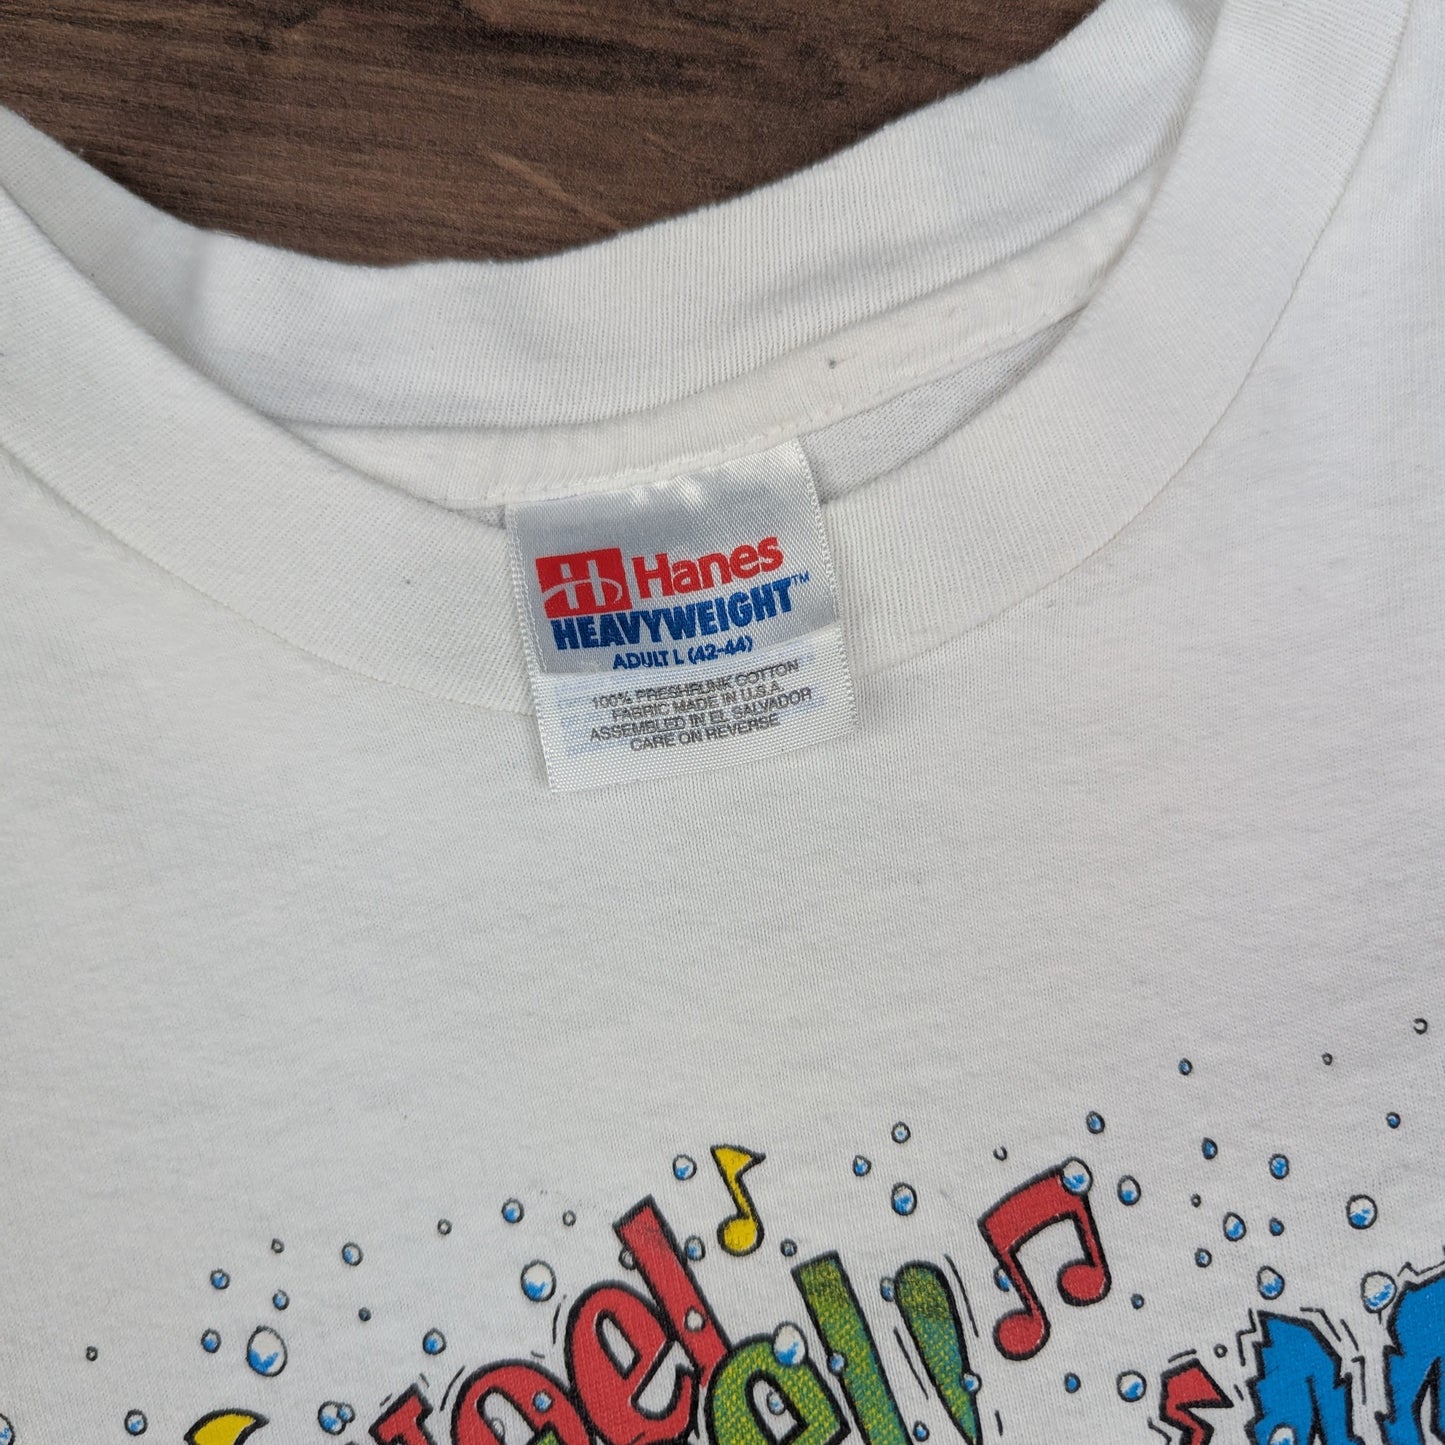 Hanes
HEAVYWEIGHT™
ADULT L (42-44)
100% PRESHRUNK COTTON
FABRIC MADE IN U.S.A.
ASSEMBLED IN EL SALVADOR
CARE ON REVERSE